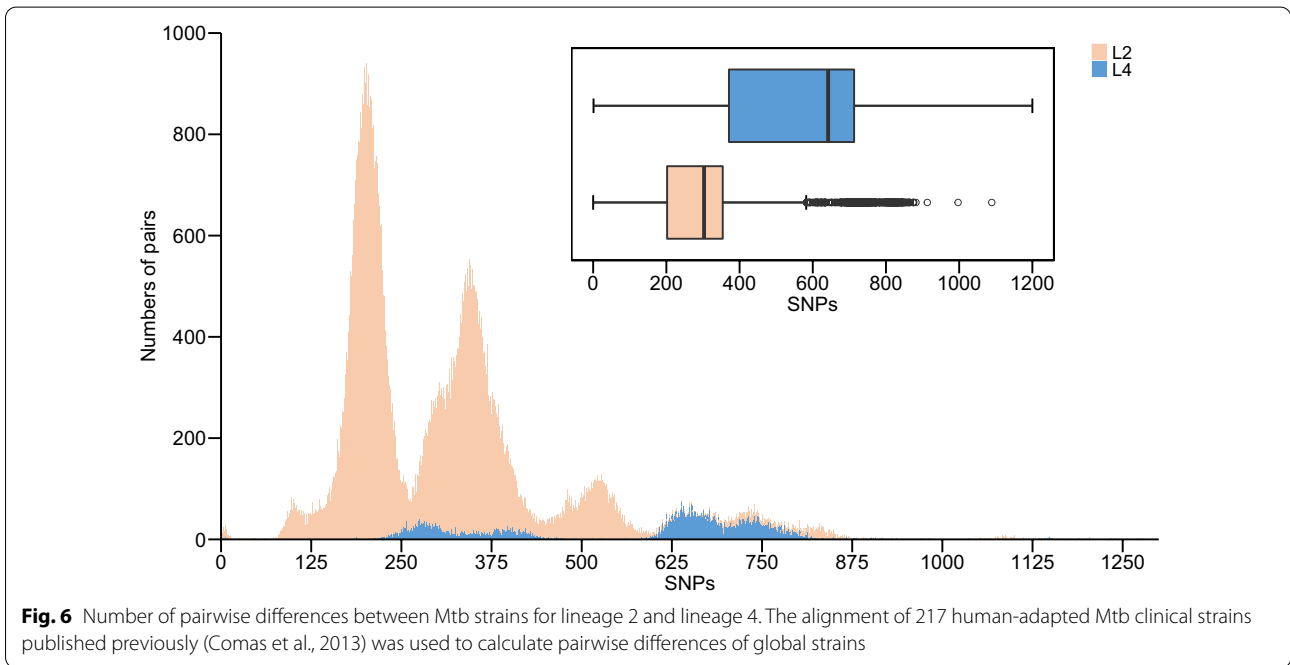 1000
800
600
400
200
0
Numbers of pairs
0 125 250 375 500 625 750 875 1000 1125 1250
SNPs
0 200 400 600 800 1000 1200
SNPs
L2
L4
Fig. 6 Number of pairwise differences between Mtb strains for lineage 2 and lineage 4. The alignment of 217 human-adapted Mtb clinical strains
published previously (Comas et al., 2013) was used to calculate pairwise differences of global strains